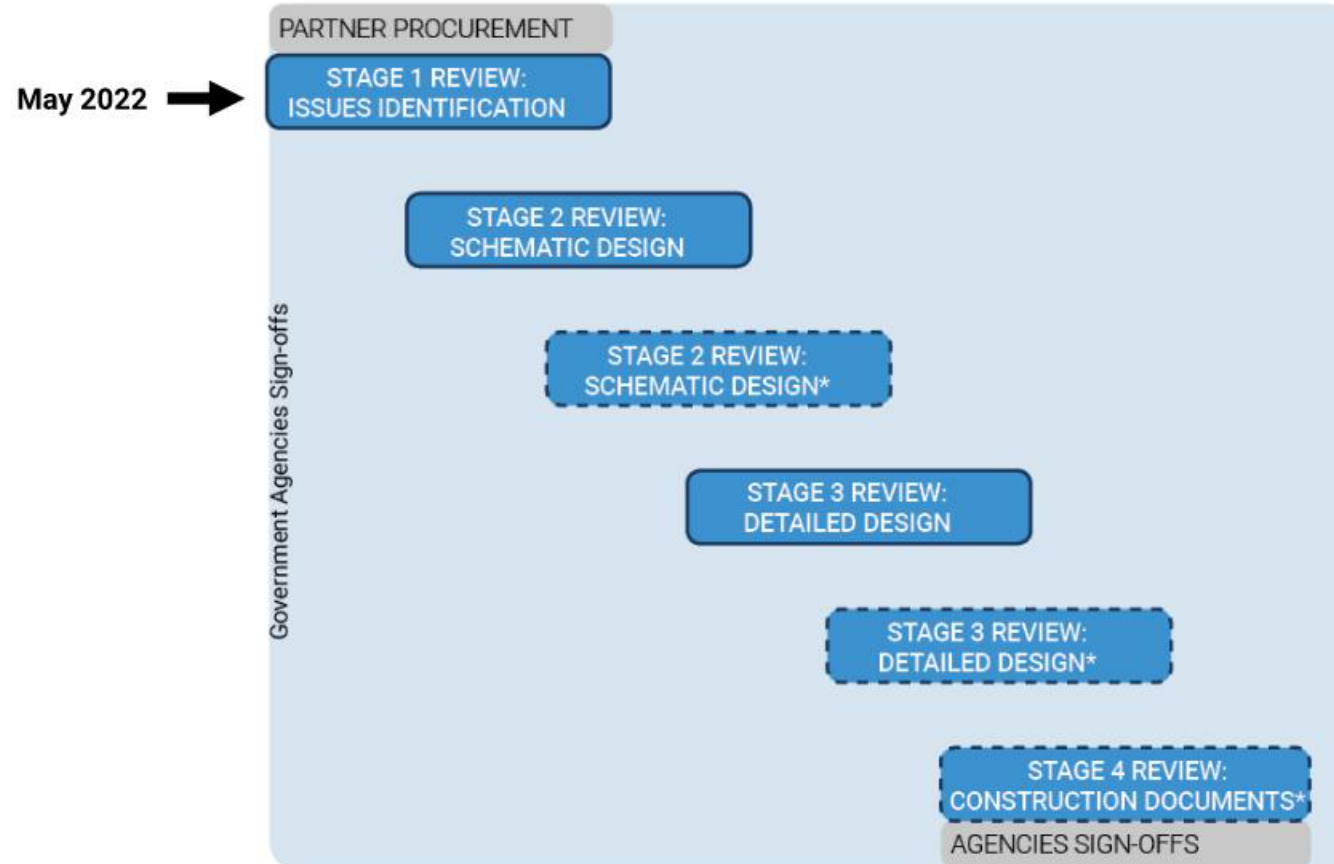 PARTNER PROCUREMENT
May 2022
STAGE 1 REVIEW:
ISSUES IDENTIFICATION
STAGE 2 REVIEW:
SCHEMATIC DESIGN
Government Agencies Sign-offs
STAGE 2 REVIEW:
SCHEMATIC DESIGN*
STAGE 3 REVIEW:
DETAILED DESIGN
STAGE 3 REVIEW:
DETAILED DESIGN*
STAGE 4 REVIEW:
CONSTRUCTION DOCUMENTS*
AGENCIES SIGN-OFFS